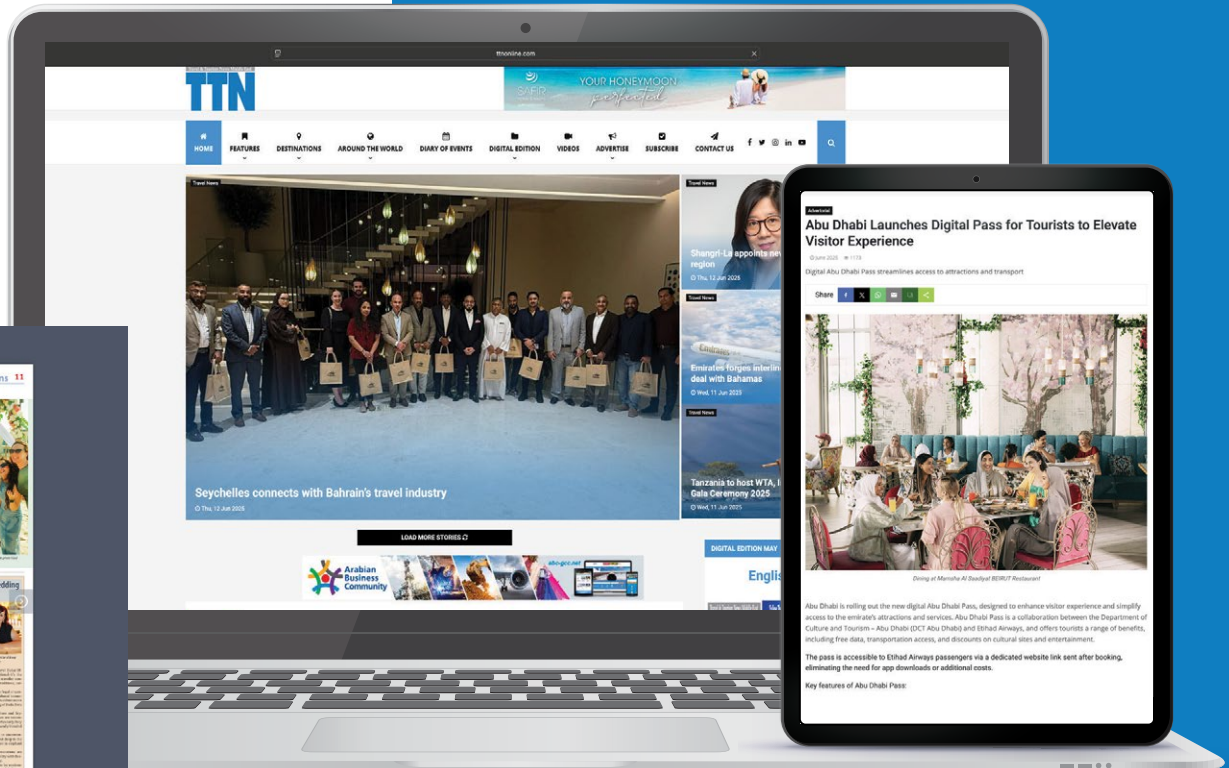 ttnonline.com
TTN
SAFIR
YOUR HONEYMOON
perfected
HOME
FEATURES
DESTINATIONS
AROUND THE WORLD
DIARY OF EVENTS
DIGITAL EDITION
VIDEOS
ADVERTISE
SUBSCRIBE
CONTACT US
Travel News
Seychelles connects with Bahrain's travel industry
Thu, 12 Jun 2025
Travel News
Shangri-La appoints
region
Thu, 12 Jun 2025
Travel News
Emirates
Emirates forges interlin
deal with Bahamas
Wed, 11 Jun 2025
Travel News
Tanzania to host WTA, I
Gala Ceremony 2025
Wed, 11 Jun 2025
LOAD MORE STORIES
Arabian
Business
Community
abc-gcc.net
DIGITAL EDITION MAY
Englis
Advertorial
Abu Dhabi Launches Digital Pass for Tourists to Elevate
Visitor Experience
June 2025 1173
Digital Abu Dhabi Pass streamlines access to attractions and transport
Share
Dining at Mamsha Al Saadiyat BEIRUT Restaurant
Abu Dhabi is rolling out the new digital Abu Dhabi Pass, designed to enhance visitor experience and simplify
access to the emirate's attractions and services. Abu Dhabi Pass is a collaboration between the Department of
Culture and Tourism – Abu Dhabi (DCT Abu Dhabi) and Etihad Airways, and offers tourists a range of benefits,
including free data, transportation access, and discounts on cultural sites and entertainment.
The pass is accessible to Etihad Airways passengers via a dedicated website link sent after booking,
eliminating the need for app downloads or additional costs.
Key features of Abu Dhabi Pass:
ns 11
dding